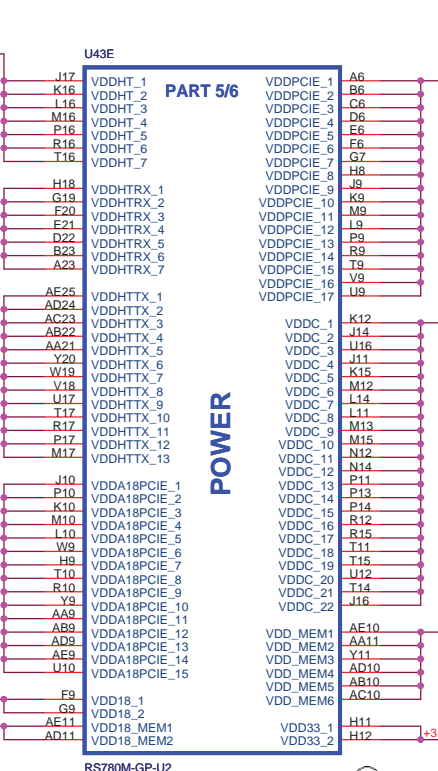 U43E
PART 5/6
POWER
J17 VDDHT_1
K16 VDDHT_2
L16 VDDHT_3
M16 VDDHT_4
P16 VDDHT_5
R16 VDDHT_6
T16 VDDHT_7
H18 VDDHTRX_1
G19 VDDHTRX_2
F20 VDDHTRX_3
E21 VDDHTRX_4
D22 VDDHTRX_5
B23 VDDHTRX_6
A23 VDDHTRX_7
AE25 VDDHTTX_1
AD24 VDDHTTX_2
AC23 VDDHTTX_3
AB22 VDDHTTX_4
AA21 VDDHTTX_5
Y20 VDDHTTX_6
W19 VDDHTTX_7
V18 VDDHTTX_8
U17 VDDHTTX_9
T17 VDDHTTX_10
R17 VDDHTTX_11
P17 VDDHTTX_12
M17 VDDHTTX_13
J10 VDDA18PCIE_1
P10 VDDA18PCIE_2
K10 VDDA18PCIE_3
M10 VDDA18PCIE_4
L10 VDDA18PCIE_5
W9 VDDA18PCIE_6
H9 VDDA18PCIE_7
T10 VDDA18PCIE_8
R10 VDDA18PCIE_9
Y9 VDDA18PCIE_10
AA9 VDDA18PCIE_11
AB9 VDDA18PCIE_12
AD9 VDDA18PCIE_13
AE9 VDDA18PCIE_14
U10 VDDA18PCIE_15
F9 VDD18_1
G9 VDD18_2
AE11 VDD18_MEM1
AD11 VDD18_MEM2
VDDPCIE_1 A6
VDDPCIE_2 B6
VDDPCIE_3 C6
VDDPCIE_4 D6
VDDPCIE_5 E6
VDDPCIE_6 F6
VDDPCIE_7 G7
VDDPCIE_8 H8
VDDPCIE_9 J9
VDDPCIE_10 K9
VDDPCIE_11 M9
VDDPCIE_12 L9
VDDPCIE_13 P9
VDDPCIE_14 R9
VDDPCIE_15 T9
VDDPCIE_16 V9
VDDPCIE_17 U9
VDDC_1 K12
VDDC_2 J14
VDDC_3 U16
VDDC_4 J11
VDDC_5 K15
VDDC_6 M12
VDDC_7 L14
VDDC_8 L11
VDDC_9 M13
VDDC_10 M15
VDDC_11 N12
VDDC_12 N14
VDDC_13 P11
VDDC_14 P13
VDDC_15 P14
VDDC_16 R12
VDDC_17 R15
VDDC_18 T11
VDDC_19 T15
VDDC_20 U12
VDDC_21 T14
VDDC_22 J16
VDD_MEM1 AE10
VDD_MEM2 AA11
VDD_MEM3 Y11
VDD_MEM4 AD10
VDD_MEM5 AB10
VDD_MEM6 AC10
VDD33_1 H11
VDD33_2 H12
+3
RS780M-GP-U2